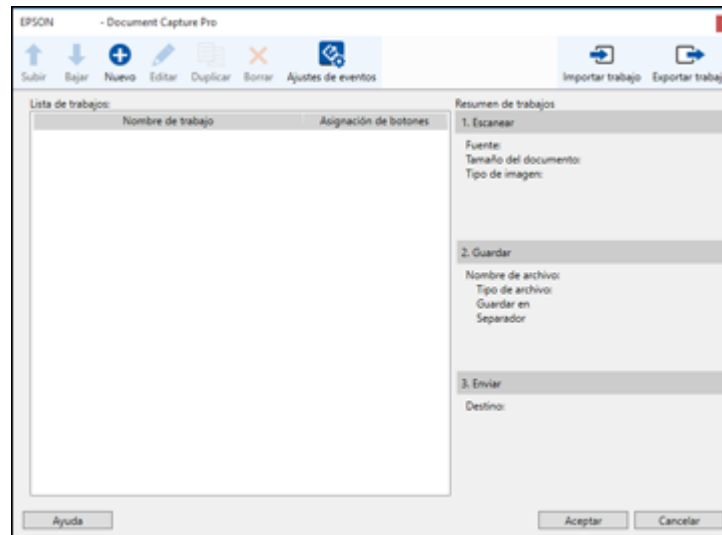 EPSON - Document Capture Pro
Subir Bajar Nuevo Editar Duplicar Borrar Ajustes de eventos Importar trabajo Exportar trabaj
Lista de trabajos:
Nombre de trabajo Asignación de botones
Resumen de trabajos
1. Escanear
Fuente:
Tamaño del documento:
Tipo de imagen:
2. Guardar
Nombre de archivo:
Tipo de archivo:
Guardar en
Separador
3. Enviar
Destino:
Ayuda Aceptar Cancelar